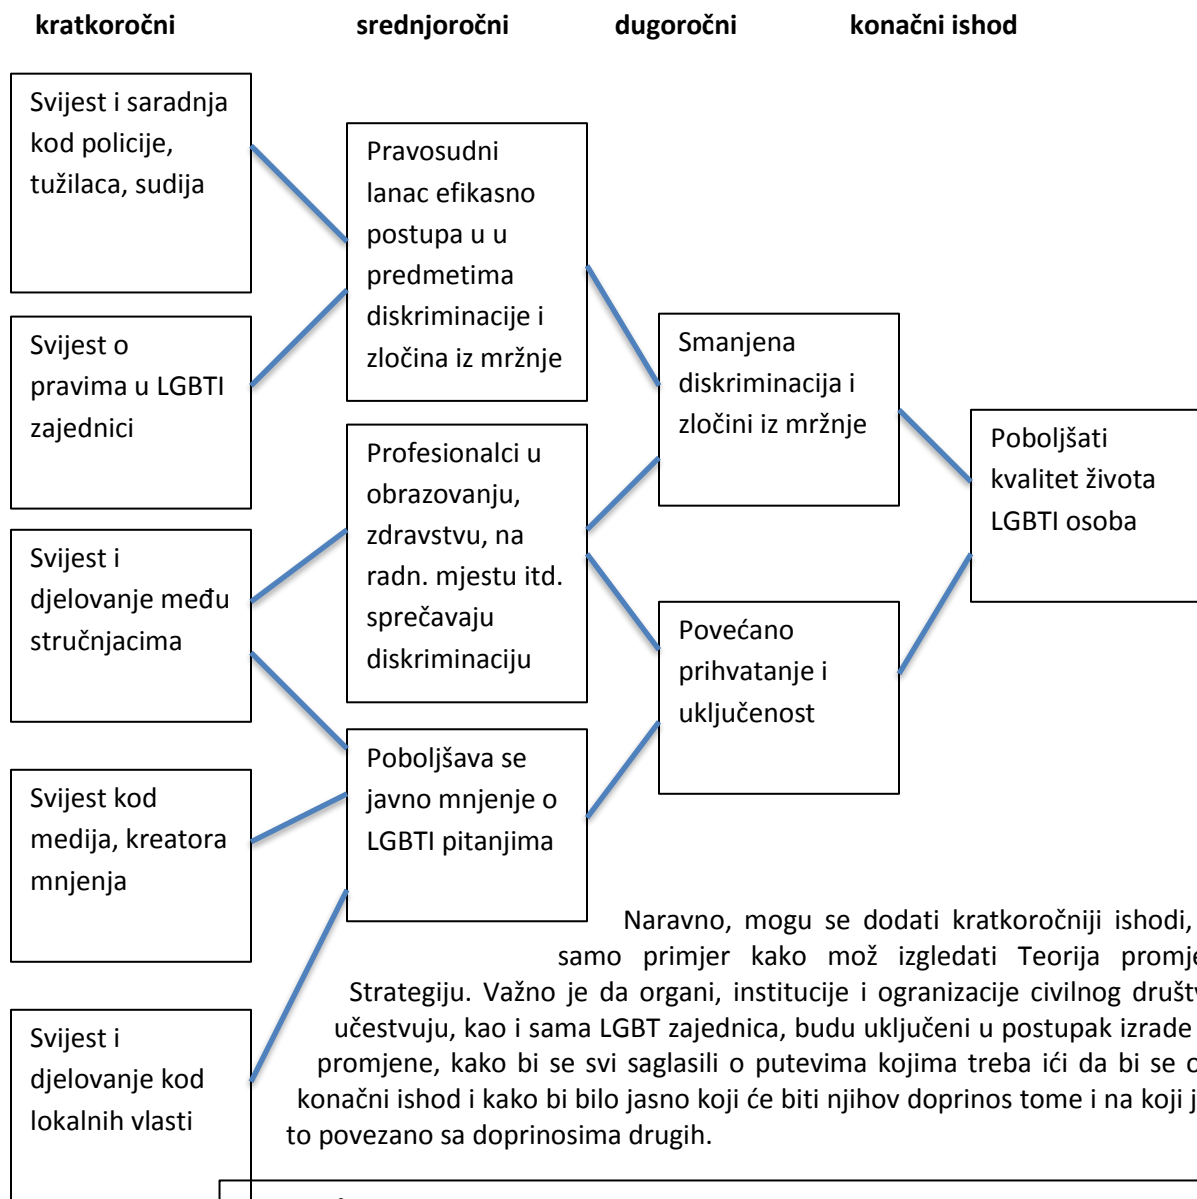 kratkoročni srednjoročni dugoročni konačni ishod
Svijest i saradnja
kod policije,
tužilaca, sudija
Svijest o
pravima u LGBTI
zajednici
Svijest i
djelovanje među
stručnjacima
Svijest kod
medija, kreatora
mnjenja
Svijest i
djelovanje kod
lokalnih vlasti
Pravosudni
lanac efikasno
postupa u u
predmetima
diskriminacije i
zločina iz mržnje
Profesionalci u
obrazovanju,
zdravstvu, na
radn. mjestu itd.
sprečavaju
diskriminaciju
Poboljšava se
javno mnjenje o
LGBTI pitanjima
Smanjena
diskriminacija i
zločini iz mržnje
Povećano
prihvatanje i
uključenost
Poboljšati
kvalitet života
LGBTI osoba
Naravno, mogu se dodati kratkoročniji ishodi,
samo primjer kako mož izgledati Teorija
Strategiju. Važno je da organi, institucije i ogranizacije civilnog
učestvuju, kao i sama LGBT zajednica, budu uključeni u postupak izrade
promjene, kako bi se svi saglasili o putevima kojima treba ići da bi se
konačni ishod i kako bi bilo jasno koji će biti njihov doprinos tome i na koji
to povezano sa doprinosima drugih.